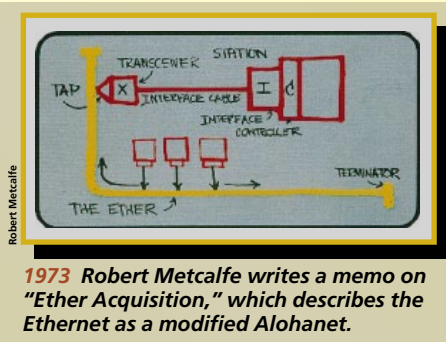 STATION
TRANSCEIVER
TAP
X
I
C
INTERFACE CABLE
INTERFACE
CONTROLLER
TERMINATOR
THE ETHER
Robert Metcalfe
1973 Robert Metcalfe writes a memo on
“Ether Acquisition,” which describes the
Ethernet as a modified Alohanet.